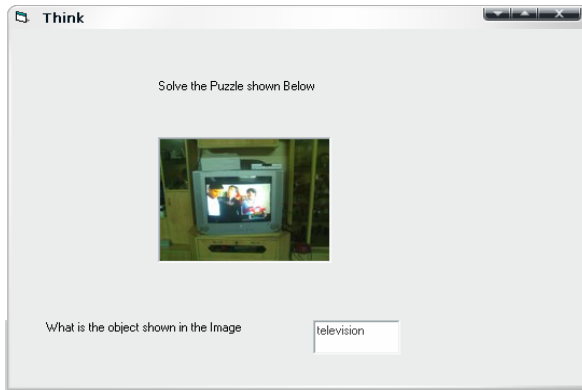 Think
Solve the Puzzle shown Below
What is the object shown in the Image
television